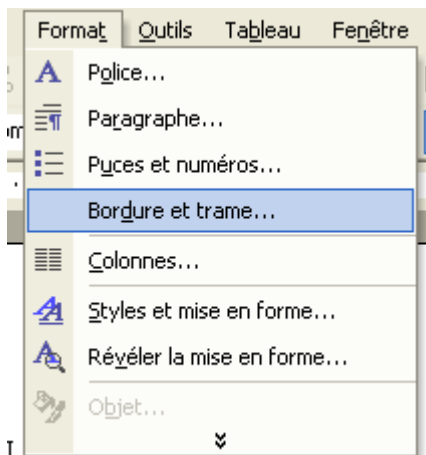 Format Outils Tableau Fenêtre
Police...
Paragraphe...
Puces et numéros...
Bordure et trame...
Colonnes...
Styles et mise en forme...
Révéler la mise en forme...
Objet...